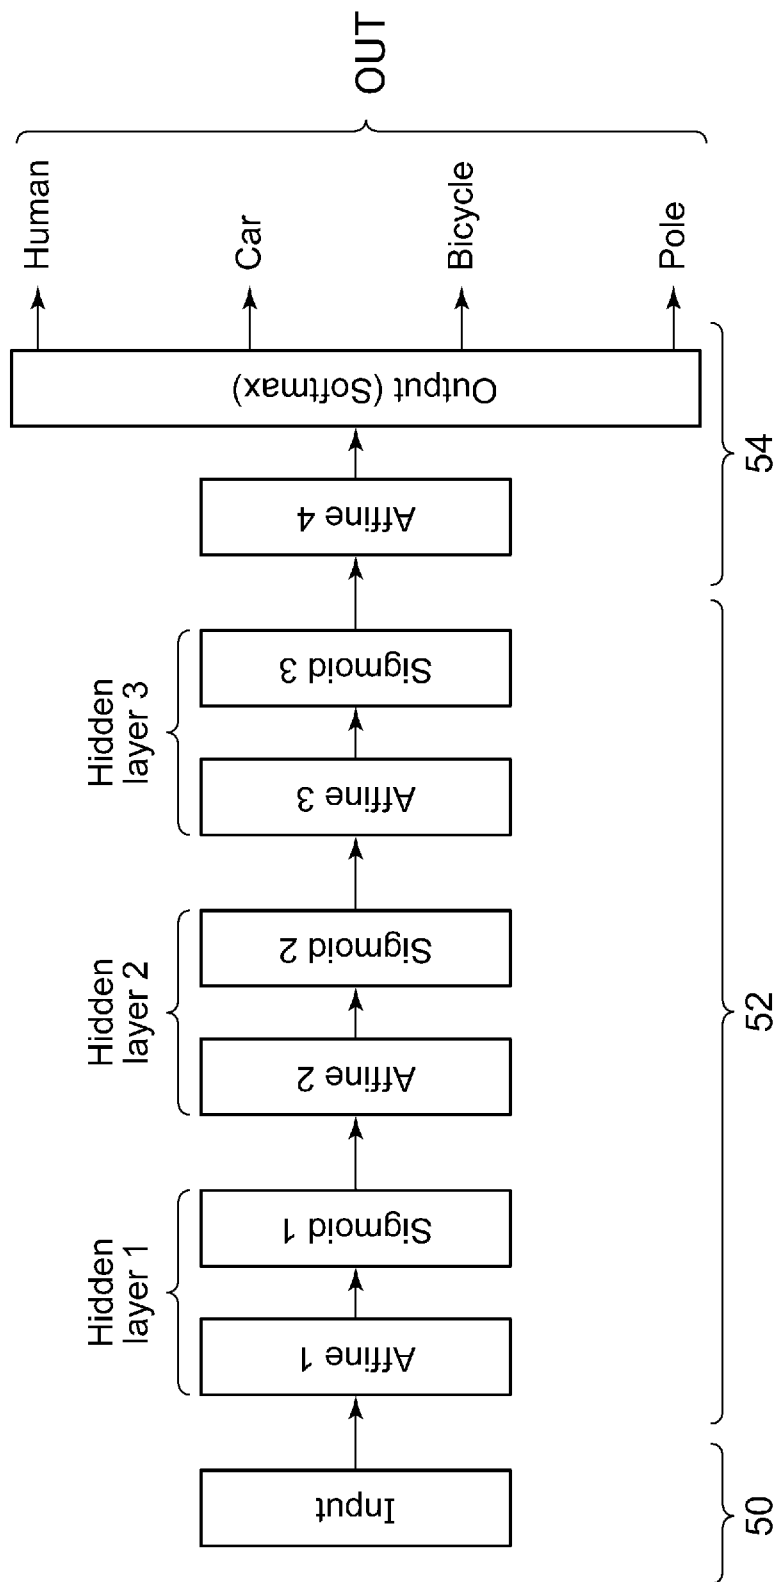 Hidden
layer 1
Hidden
layer 2
Hidden
layer 3
Input
Affine 1
Sigmoid 1
Affine 2
Sigmoid 2
Affine 3
Sigmoid 3
Affine 4
Output (Softmax)
Human
Car
Bicycle
Pole
OUT
50
52
54